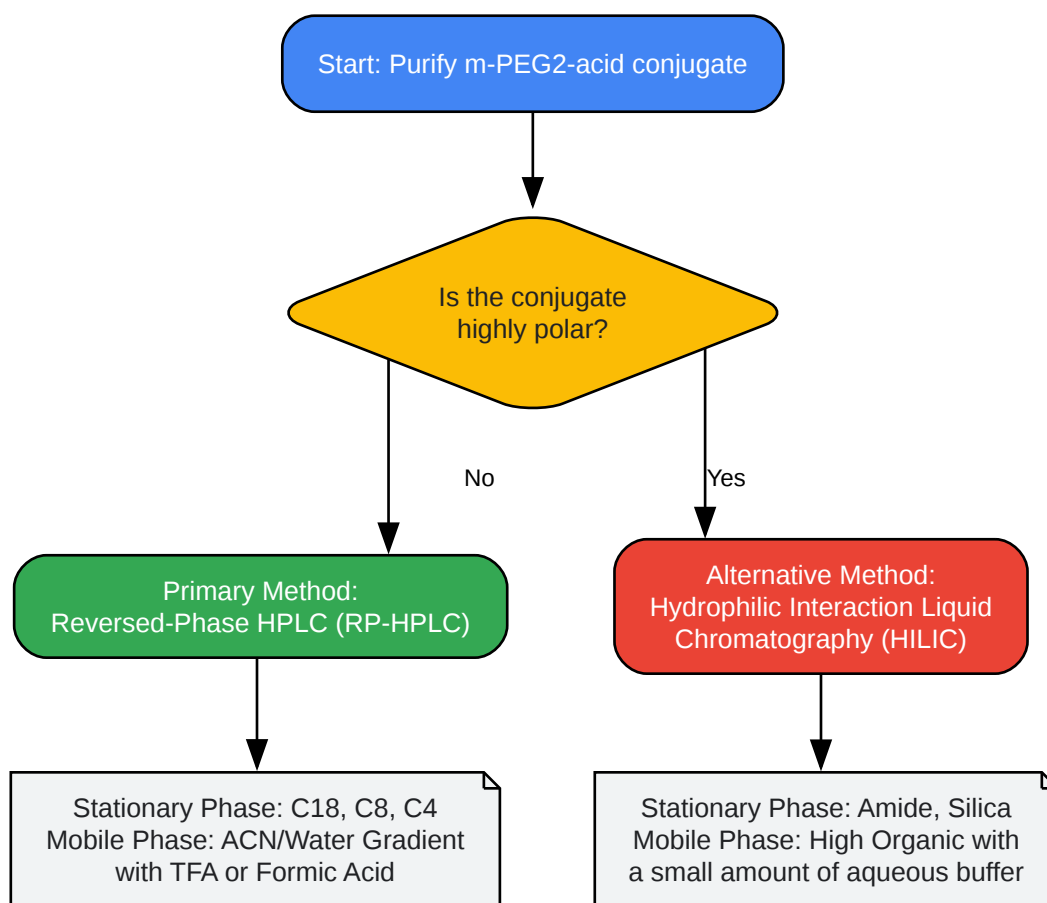 Start: Purify m-PEG2-acid conjugate
Is the conjugate
highly polar?
No
Yes
Primary Method:
Reversed-Phase HPLC (RP-HPLC)
Alternative Method:
Hydrophilic Interaction Liquid
Chromatography (HILIC)
Stationary Phase: C18, C8, C4
Mobile Phase: ACN/Water Gradient
with TFA or Formic Acid
Stationary Phase: Amide, Silica
Mobile Phase: High Organic with
a small amount of aqueous buffer